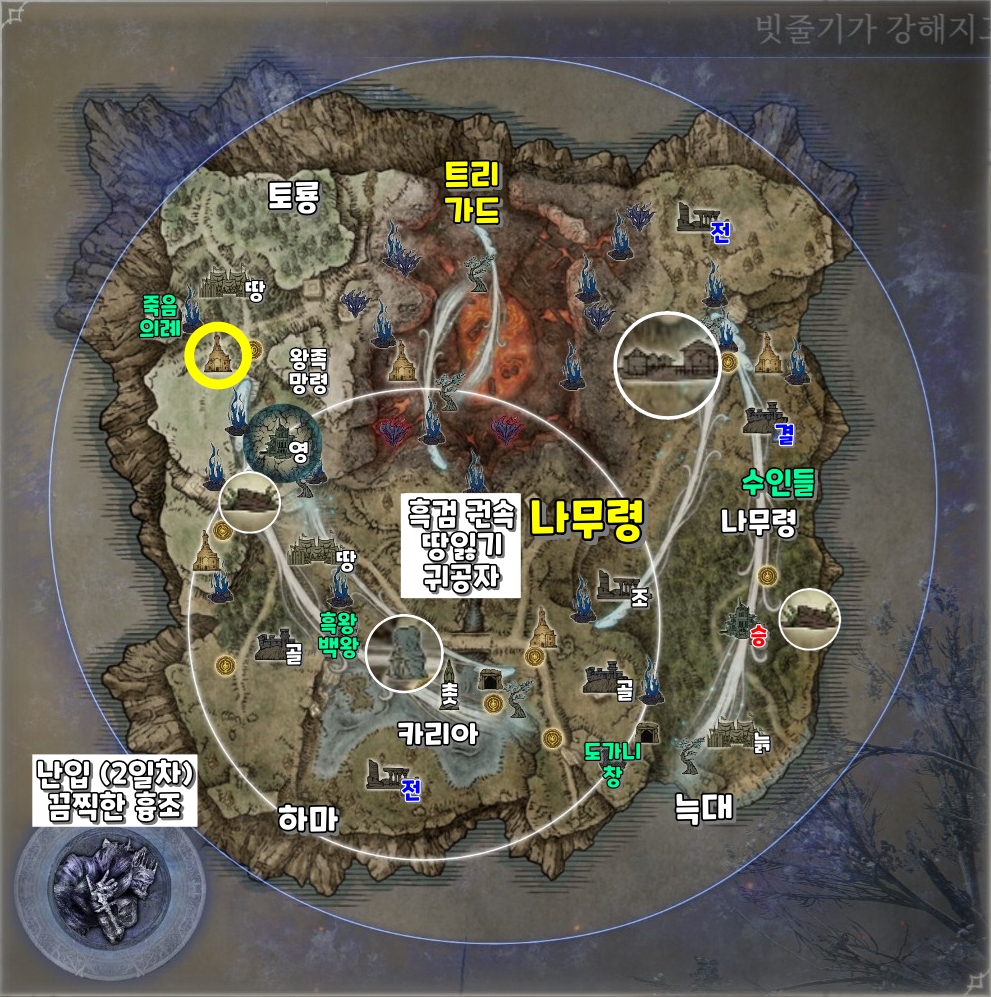 빗줄기가 강해지고
트리
가드
토룡
전
땅
죽음
의례
왕족
망령
결
영
수인들
나무령
흑검 권속
땅잃기
귀공자
나무령
땅
조
흑왕
백왕
승
골
골
촛
카리아
늙
도가니
창
난입 (2일차)
끔찍한 흉조
전
하마
늑대